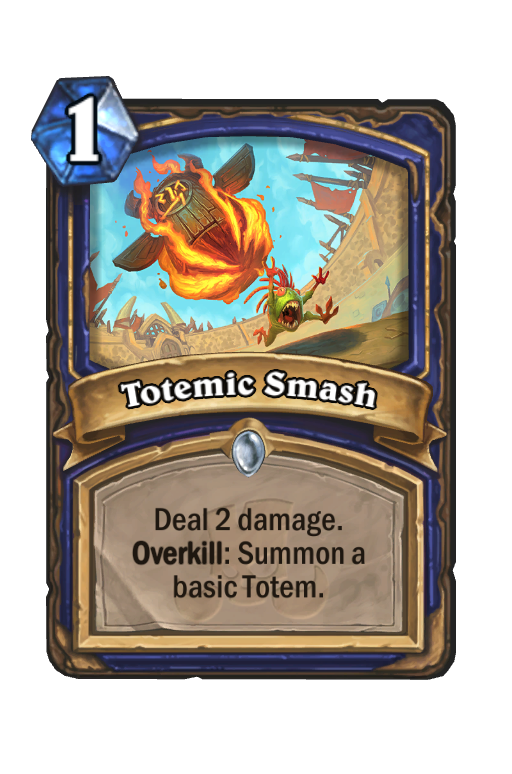 1
Totemic Smash
Deal 2 damage.
Overkill: Summon a
basic Totem.